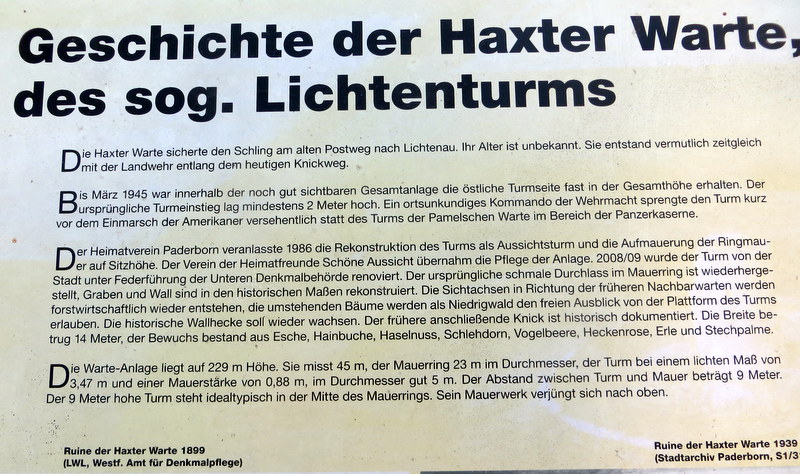 Geschichte der Haxter Warte,
des sog. Lichtenturms
Die Haxter Warte sicherte den Schling am alten Postweg nach Lichtenau. Ihr Alter ist unbekannt. Sie entstand vermutlich zeitgleich
mit der Landwehr entlang dem heutigen Knickweg.
Bis März 1945 war innerhalb der noch gut sichtbaren Gesamtanlage die östliche Turmseite fast in der Gesamthöhe erhalten. Der
ursprüngliche Turmeinstieg lag mindestens 2 Meter hoch. Ein ortsunkundiges Kommando der Wehrmacht sprengte den Turm kurz
vor dem Einmarsch der Amerikaner versehentlich statt des Turms der Pamelschen Warte im Bereich der Panzerkaserne.
Der Heimatverein Paderborn veranlasste 1986 die Rekonstruktion des Turms als Aussichtsturm und die Aufmauerung der Ringmau-
er auf Sitzhöhe. Der Verein der Heimatfreunde Schöne Aussicht übernahm die Pflege der Anlage. 2008/09 wurde der Turm von der
Stadt unter Federführung der Unteren Denkmalbehörde renoviert. Der ursprüngliche schmale Durchlass im Mauerring ist wiederherge-
stellt, Graben und Wall sind in den historischen Maßen rekonstruiert. Die Sichtachsen in Richtung der früheren Nachbarwarten werden
forstwirtschaftlich wieder entstehen, die umstehenden Bäume werden als Niedrigwald den freien Ausblick von der Plattform des Turms
erlauben. Die historische Wallhecke soll wieder wachsen. Der frühere anschließende Knick ist historisch dokumentiert. Die Breite be-
trug 14 Meter, der Bewuchs bestand aus Esche, Hainbuche, Haselnuss, Schlehdorn, Vogelbeere, Heckenrose, Erle und Stechpalme.
Die Warte-Anlage liegt auf 229 m Höhe. Sie misst 45 m, der Mauerring 23 m im Durchmesser, der Turm bei einem lichten Maß von
3,47 m und einer Mauerstärke von 0,88 m, im Durchmesser gut 5 m. Der Abstand zwischen Turm und Mauer beträgt 9 Meter.
Der 9 Meter hohe Turm steht idealtypisch in der Mitte des Mauerrings. Sein Mauerwerk verjüngt sich nach oben.
Ruine der Haxter Warte 1899
(LWL, Westf. Amt für Denkmalpflege)
Ruine der Haxter Warte 1939
(Stadtarchiv Paderborn, S1/3